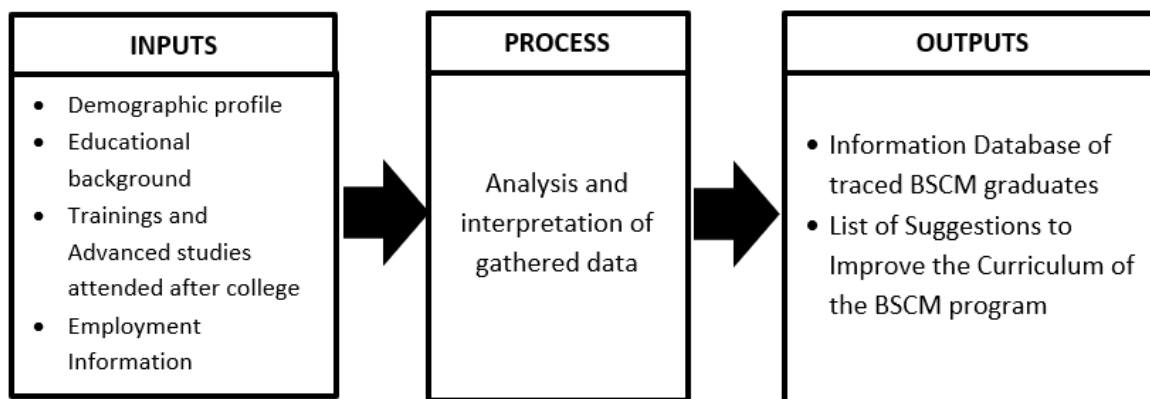 INPUTS
• Demographic profile
• Educational
background
• Trainings and
Advanced studies
attended after college
• Employment
Information
PROCESS
Analysis and
interpretation of
gathered data
OUTPUTS
• Information Database of
traced BSCM graduates
• List of Suggestions to
Improve the Curriculum of
the BSCM program